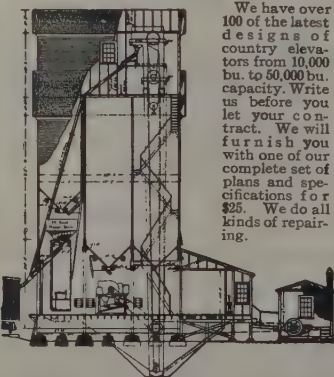 We have over
100 of the latest
designs of
country eleva-
tors from 10,000
bu. to 50,000 bu.
capacity. Write
us before you
let your con-
tract. We will
furnish you
with one of our
complete set of
plans and spe-
cifications for
$25. We do all
kinds of repair-
ing.